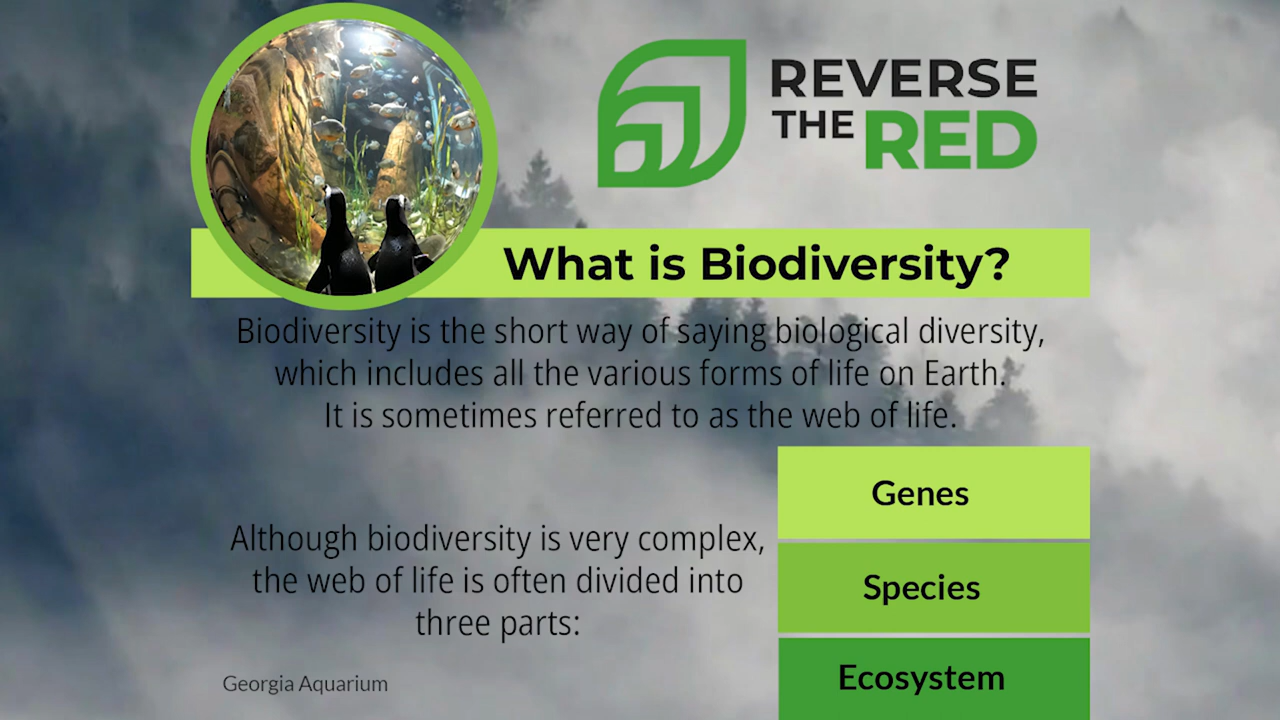 REVERSE
THE RED
What is Biodiversity?
Biodiversity is the short way of saying biological diversity,
which includes all the various forms of life on Earth.
It is sometimes referred to as the web of life.
Although biodiversity is very complex,
the web of life is often divided into
three parts:
Genes
Species
Ecosystem
Georgia Aquarium